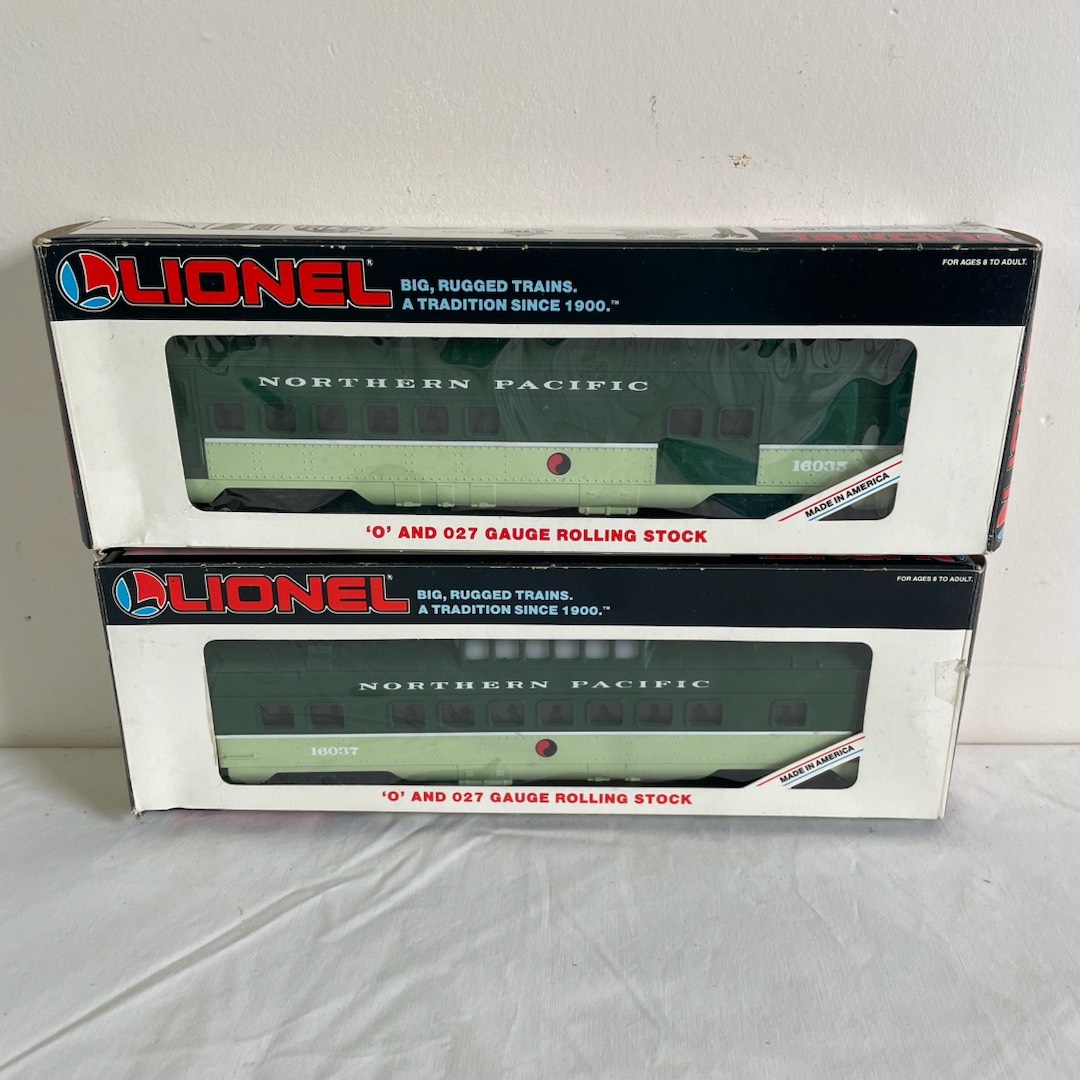 LIONEL®
BIG, RUGGED TRAINS.
A TRADITION SINCE 1900.™
FOR AGES 8 TO ADULT.
NORTHERN PACIFIC
16035
MADE IN AMERICA
'O' AND 027 GAUGE ROLLING STOCK
LIONEL®
BIG, RUGGED TRAINS.
A TRADITION SINCE 1900.™
FOR AGES 8 TO ADULT.
NORTHERN PACIFIC
16037
MADE IN AMERICA
'O' AND 027 GAUGE ROLLING STOCK